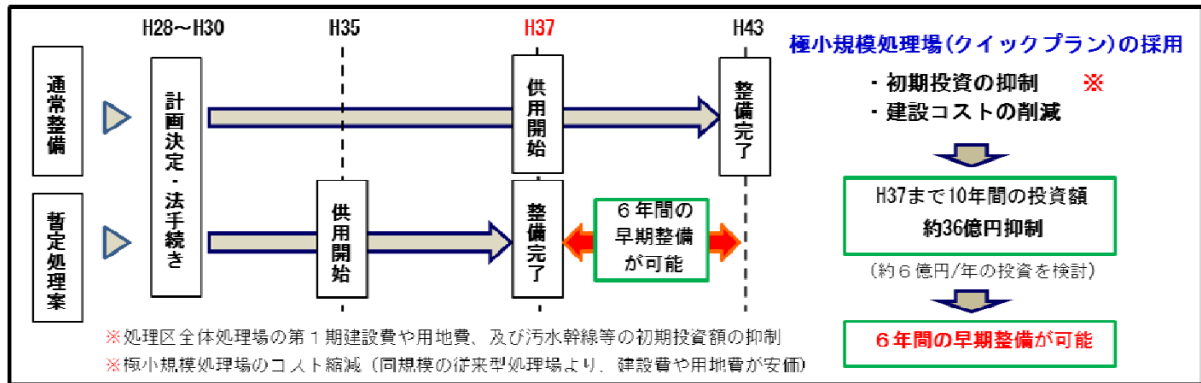 H28～H30
H35
H37
H43
通常整備
計画決定・法手続き
供用開始
整備完了
暫定処理案
供用開始
整備完了
６年間の
早期整備
が可能
※処理区全体処理場の第１期建設費や用地費、及び汚水幹線等の初期投資額の抑制
※極小規模処理場のコスト縮減（同規模の従来型処理場より、建設費や用地費が安価）
極小規模処理場(クイックプラン)の採用
・初期投資の抑制 ※
・建設コストの削減
H37まで10年間の投資額
約36億円抑制
(約６億円/年の投資を検討)
６年間の早期整備が可能